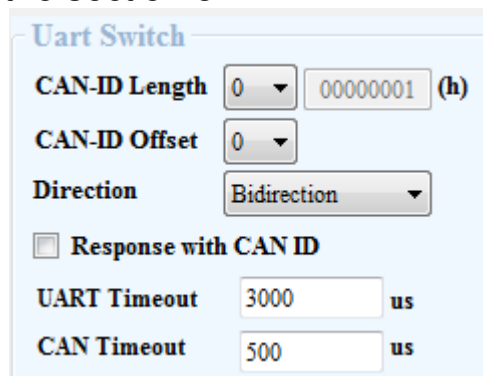 Uart Switch
CAN-ID Length 0 00000001 (h)
CAN-ID Offset 0
Direction Bidirection
Response with CAN ID
UART Timeout 3000 us
CAN Timeout 500 us